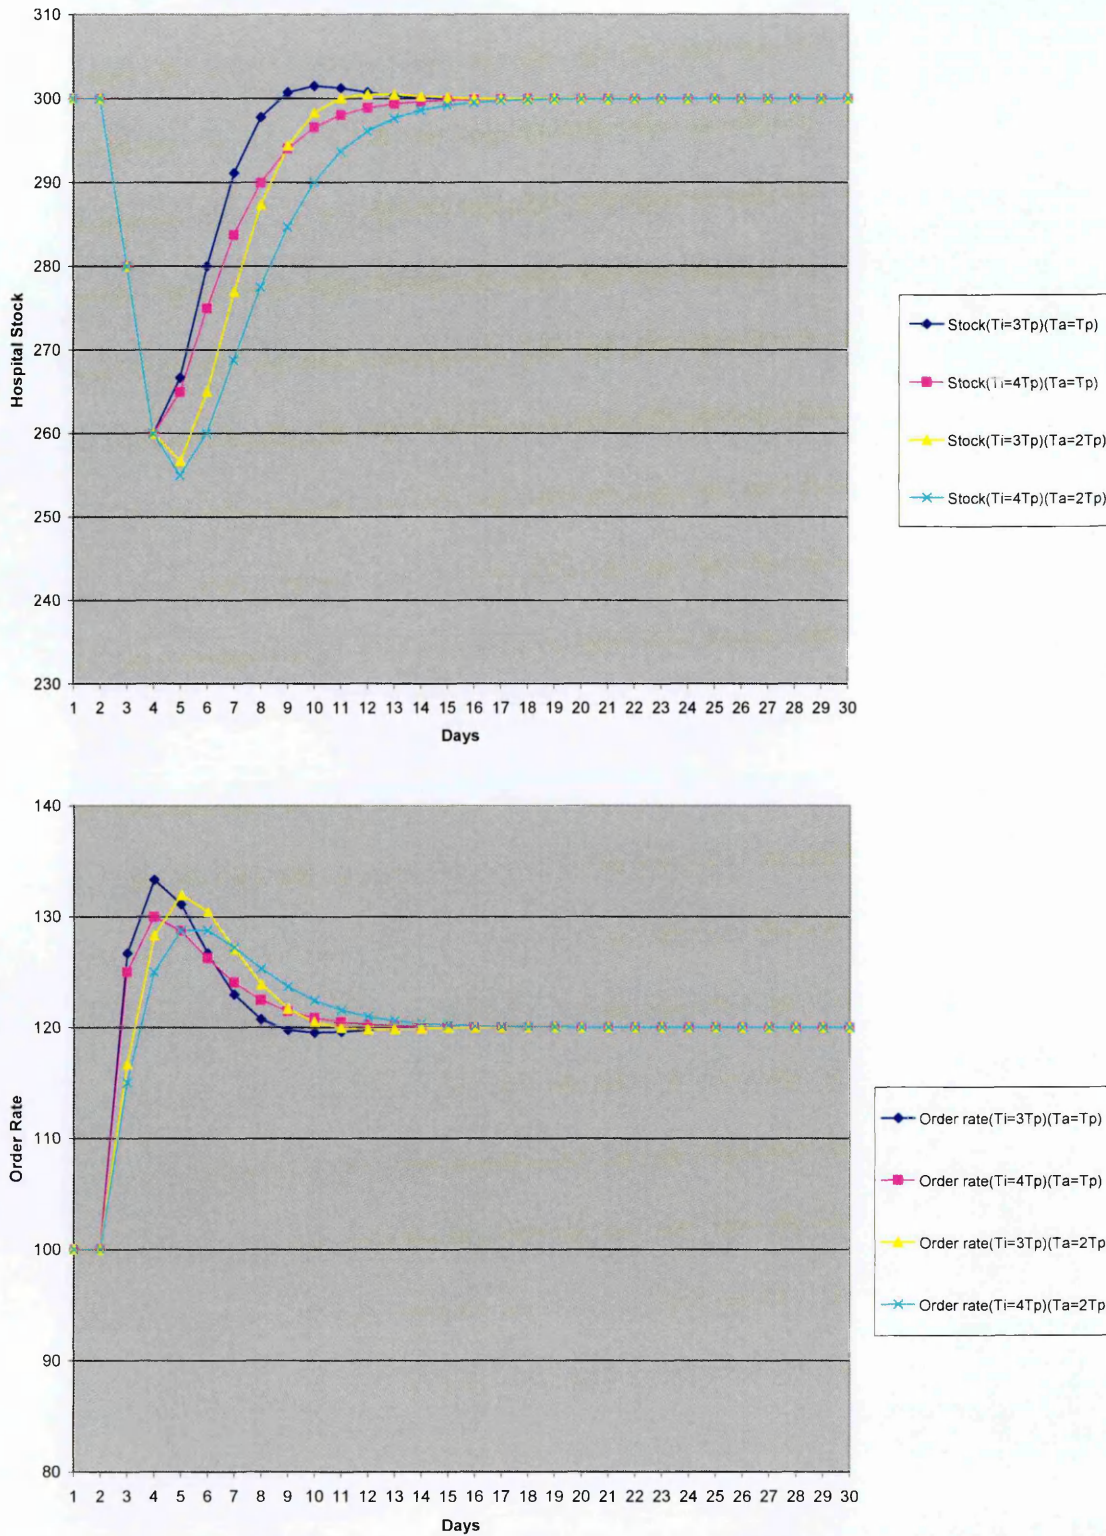 310
300
290
280
270
260
250
240
230
Hospital Stock
1 2 3 4 5 6 7 8 9 10 11 12 13 14 15 16 17 18 19 20 21 22 23 24 25 26 27 28 29 30
Days
Stock(Ti=3Tp)(Ta=Tp)
Stock(Ti=4Tp)(Ta=Tp)
Stock(Ti=3Tp)(Ta=2Tp)
Stock(Ti=4Tp)(Ta=2Tp)
140
130
120
110
100
90
80
Order Rate
1 2 3 4 5 6 7 8 9 10 11 12 13 14 15 16 17 18 19 20 21 22 23 24 25 26 27 28 29 30
Days
Order rate(Ti=3Tp)(Ta=Tp)
Order rate(Ti=4Tp)(Ta=Tp)
Order rate(Ti=3Tp)(Ta=2Tp
Order rate(Ti=4Tp)(Ta=2Tp